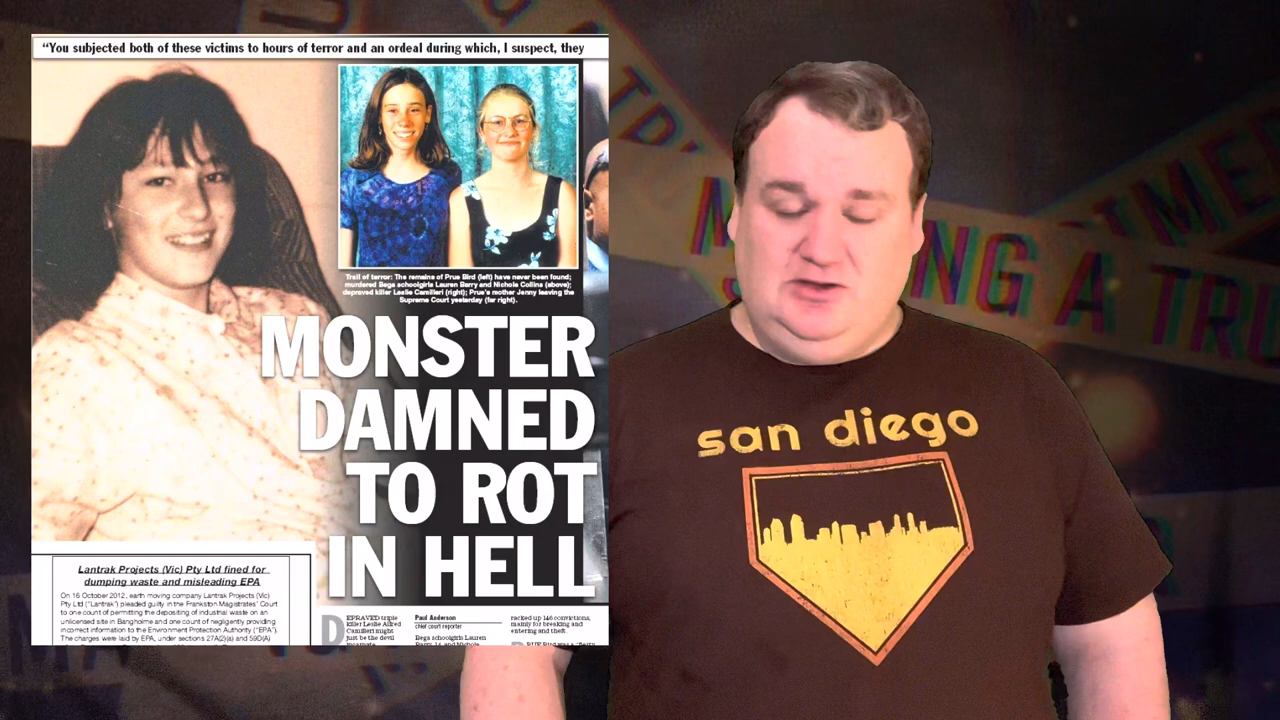 “You subjected both of these victims to hours of terror and an ordeal during which, I suspect, they
Trail of terror: The remains of Prue Bird (left) have never been found;
murdered Bega schoolgirls Lauren Barry and Nichole Collins (above);
depraved killer Leslie Camilleri (right); Prue's mother Jenny leaving the
Supreme Court yesterday (far right).
MONSTER
DAMNED
TO ROT
IN HELL
Lantrak Projects (Vic) Pty Ltd fined for
dumping waste and misleading EPA
On 16 October 2012, earth moving company Lantrak Projects (Vic)
Pty Ltd (“Lantrak”) pleaded guilty in the Frankston Magistrates' Court
to one count of permitting the depositing of industrial waste on an
unlicensed site in Bangholme and one count of negligently providing
incorrect information to the Environment Protection Authority (“EPA”).
The charges were laid by EPA, under sections 27A(2)(a) and 59D(A)
DEPRAVED triple
killer Leslie Alfred
Camilleri might
just be the devil
incarnate.
Paul Anderson
chief court reporter
Bega schoolgirls Lauren
Barry, 14, and Nichole
racked up 146 convictions,
mainly for breaking and
entering and theft.
san diego
NG A TRU